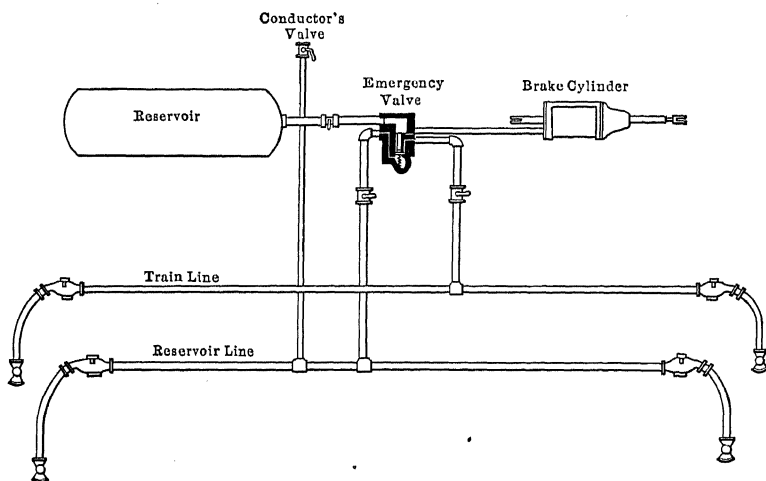 Conductor's
Valve
Emergency
Valve
Brake Cylinder
Reservoir
Train Line
Reservoir Line